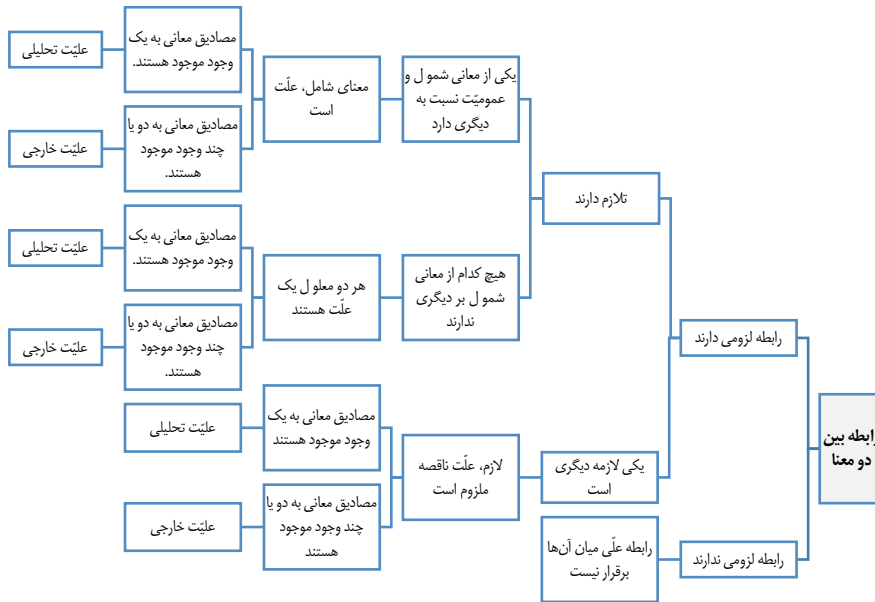 رابطه بین
دو معنا
رابطه لزومی دارند
تلازم دارند
یکی از معانی شمول و
عمومیّت نسبت به
دیگری دارد
معنای شامل، علّت
است
مصادیق معانی به یک
وجود موجود هستند.
علیّت تحلیلی
مصادیق معانی به دو یا
چند وجود موجود
هستند.
علیّت خارجی
هیچ کدام از معانی
شمول بر دیگری
ندارند
هر دو معلول یک
علّت هستند
مصادیق معانی به یک
وجود موجود هستند.
علیّت تحلیلی
مصادیق معانی به دو یا
چند وجود موجود
هستند.
علیّت خارجی
یکی لازمه دیگری
است
لازم، علّت ناقصه
ملزوم است
مصادیق معانی به یک
وجود موجود هستند
علیّت تحلیلی
مصادیق معانی به دو یا
چند وجود موجود
هستند
علیّت خارجی
رابطه لزومی ندارند
رابطه علّی میان آن‌ها
برقرار نیست